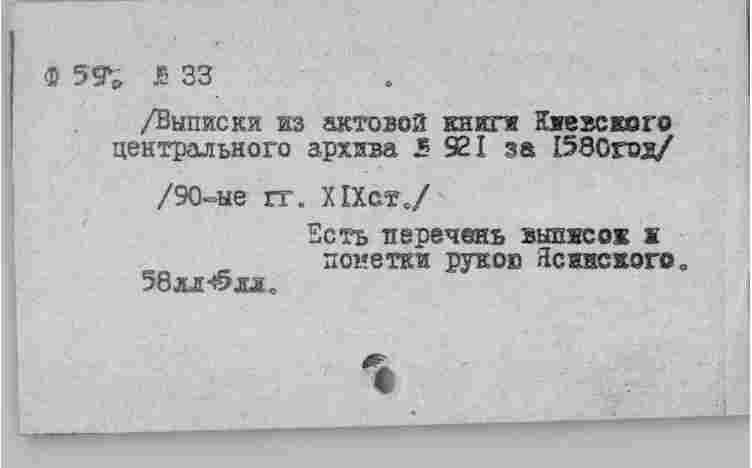 Ф 59. № 33
/Выписки из актовой книги Киевского
центрального архива № 921 за 1580год/
/90-ые гг. XIXст./
Есть перечень выписок и
пометки рукою Ясинского.
58лл+5лл.